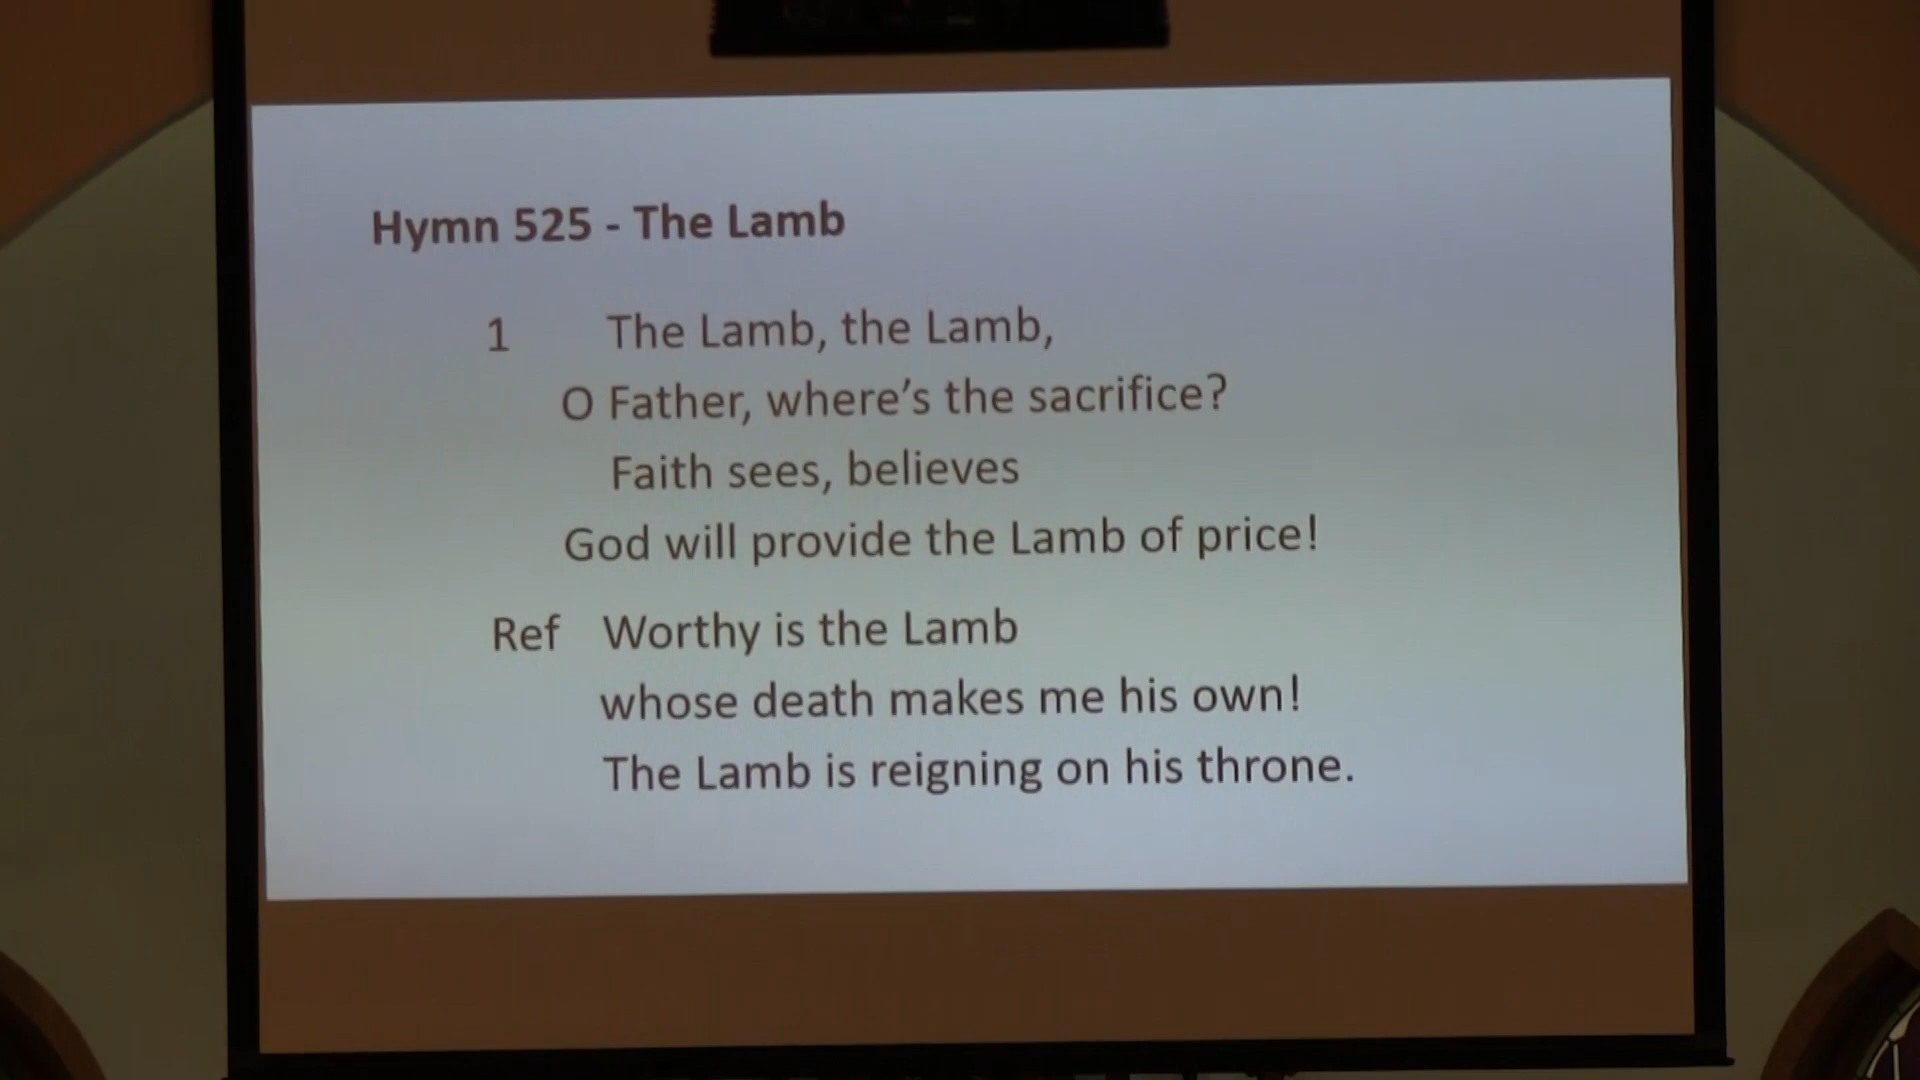 Hymn 525 - The Lamb
1 The Lamb, the Lamb,
O Father, where’s the sacrifice?
Faith sees, believes
God will provide the Lamb of price!
Ref Worthy is the Lamb
whose death makes me his own!
The Lamb is reigning on his throne.